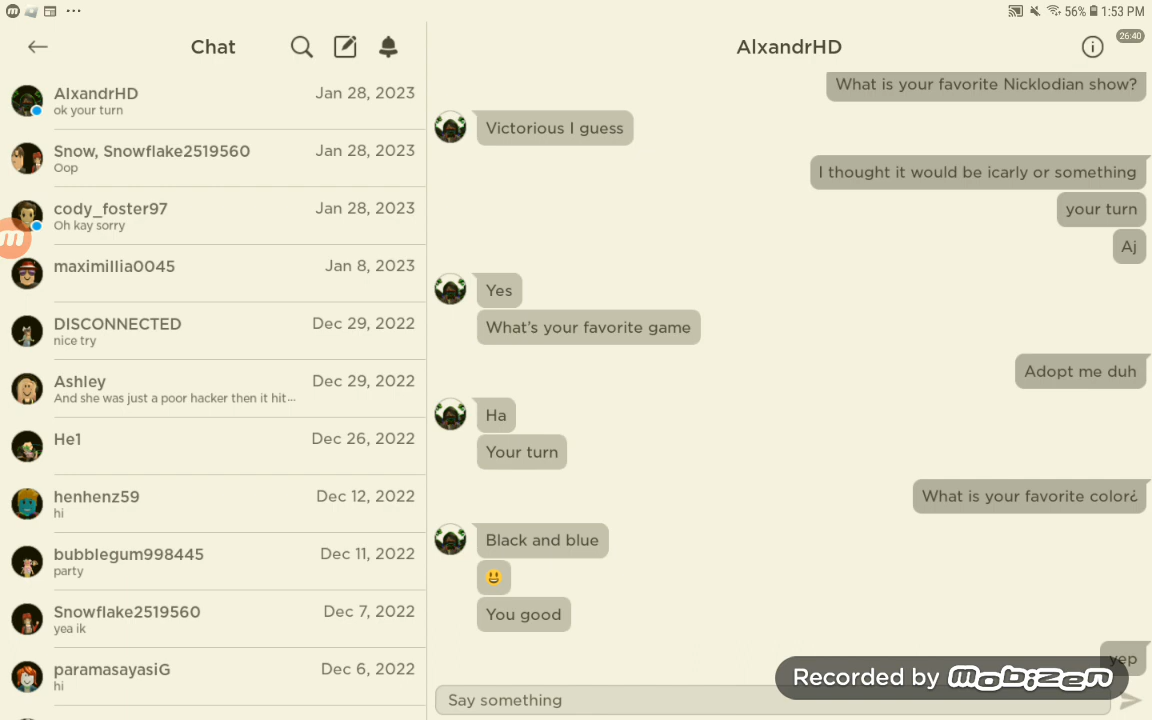 56% 1:53 PM
Chat
AlxandrHD
Jan 28, 2023
ok your turn
Snow, Snowflake2519560
Jan 28, 2023
Oop
cody_foster97
Jan 28, 2023
Oh kay sorry
maximillia0045
Jan 8, 2023
DISCONNECTED
Dec 29, 2022
nice try
Ashley
Dec 29, 2022
And she was just a poor hacker then it hit...
He1
Dec 26, 2022
henhenz59
Dec 12, 2022
hi
bubblegum998445
Dec 11, 2022
party
Snowflake2519560
Dec 7, 2022
yea ik
paramasayasiG
Dec 6, 2022
hi
AlxandrHD
26:40
What is your favorite Nicklodian show?
Victorious I guess
I thought it would be icarly or something
your turn
Aj
Yes
What's your favorite game
Adopt me duh
Ha
Your turn
What is your favorite color¿
Black and blue
😃
You good
yep
Say something
Recorded by MOBIZEN